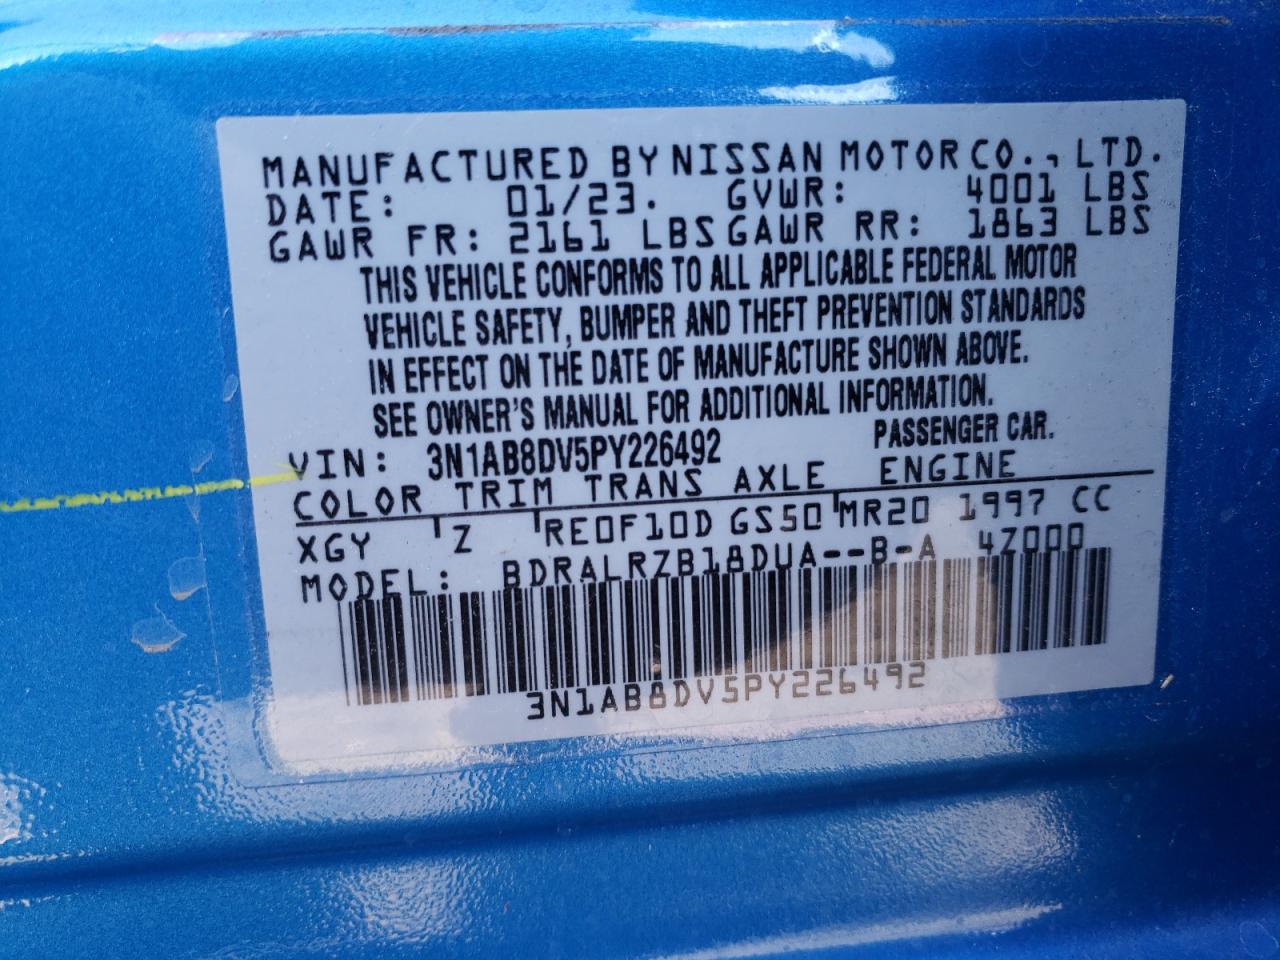 MANUFACTURED BY NISSAN MOTOR CO., LTD.
DATE: 01/23. GVWR: 4001 LBS
GAWR FR: 2161 LBS GAWR RR: 1863 LBS
THIS VEHICLE CONFORMS TO ALL APPLICABLE FEDERAL MOTOR
VEHICLE SAFETY, BUMPER AND THEFT PREVENTION STANDARDS
IN EFFECT ON THE DATE OF MANUFACTURE SHOWN ABOVE.
SEE OWNER'S MANUAL FOR ADDITIONAL INFORMATION.
VIN: 3N1AB8DV5PY226492 PASSENGER CAR.
COLOR TRIM TRANS AXLE ENGINE
XGY Z RE0F10D GS50 MR20 1997 CC
MODEL: BDRALRZB18DUA--B-A 4Z000
3N1AB8DV5PY226492